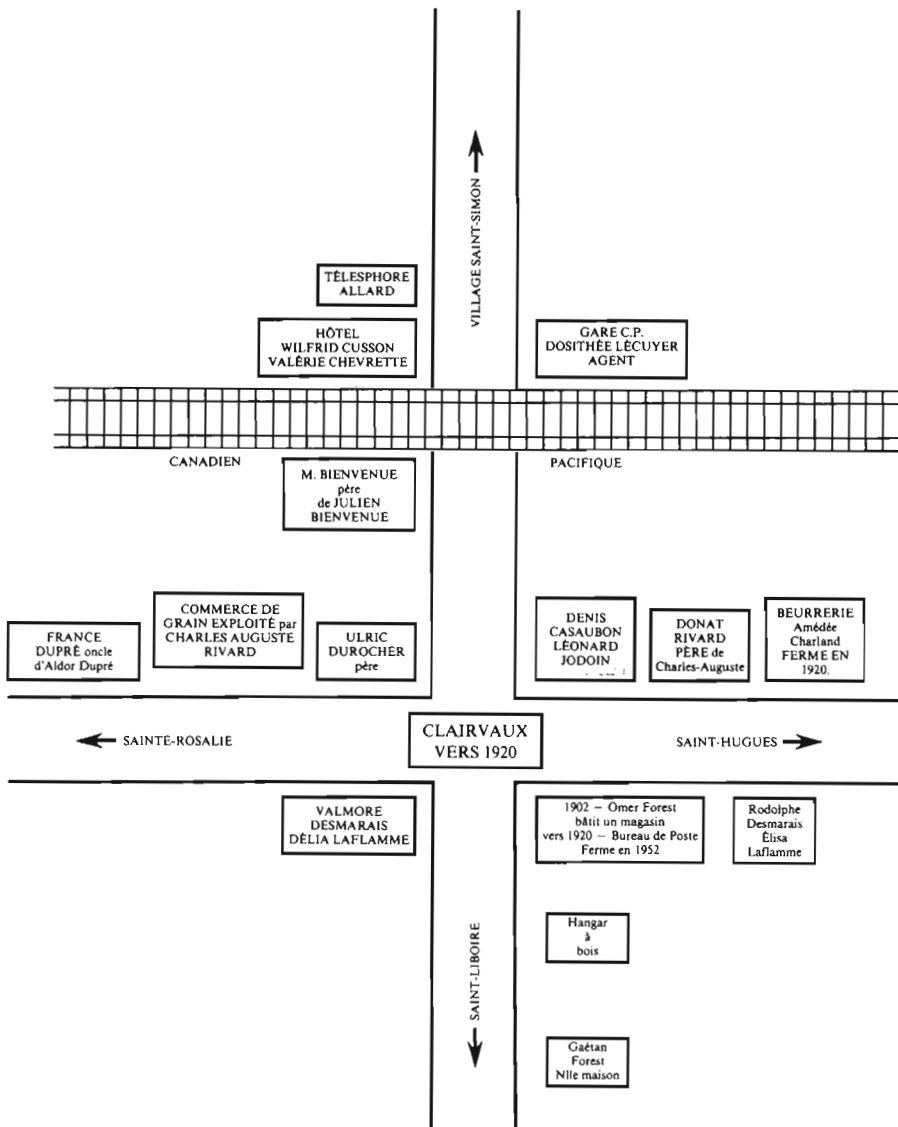 VILLAGE SAINT-SIMON
TÉLESPHORE
ALLARD
HÔTEL
WILFRID CUSSON
VALÉRIE CHEVRETTE
GARE C.P.
DOSITHÉE LÉCUYER
AGENT
CANADIEN
PACIFIQUE
M. BIENVENUE
père
de JULIEN
BIENVENUE
FRANCE
DUPRÉ oncle
d'Aldor Dupré
COMMERCE DE
GRAIN EXPLOITÉ par
CHARLES AUGUSTE
RIVARD
ULRIC
DUROCHER
père
DENIS
CASAUBON
LÉONARD
JODOIN
DONAT
RIVARD
PÈRE de
Charles-Auguste
BEURRERIE
Amédée
Charland
FERME EN
1920.
SAINTE-ROSALIE
CLAIRVAUX
VERS 1920
SAINT-HUGUES
VALMORE
DESMARAIS
DÉLIA LAFLAMME
1902 – Omer Forest
bâtit un magasin
vers 1920 – Bureau de Poste
Ferme en 1952
Rodolphe
Desmarais
Élisa
Laflamme
Hangar
à
bois
SAINT-LIBOIRE
Gaétan
Forest
Nlle maison